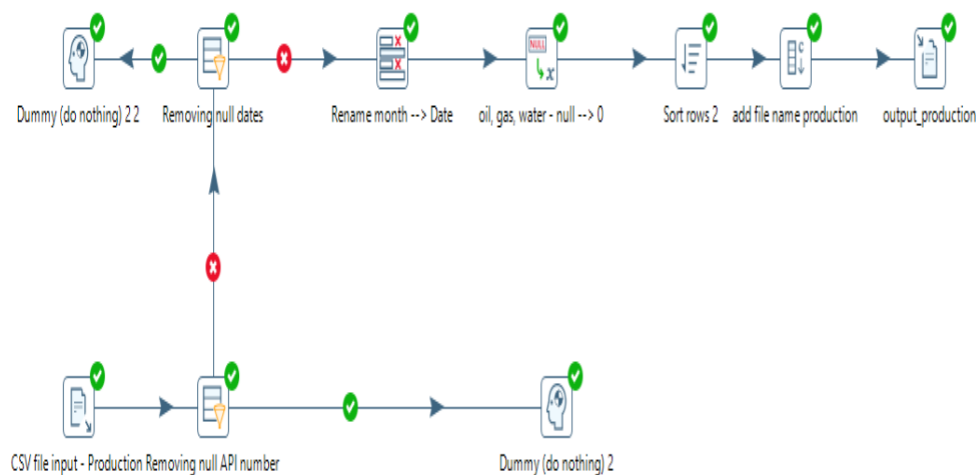 Dummy (do nothing) 2 2
Removing null dates
Rename month --> Date
NULL
x
oil, gas, water - null --> 0
Sort rows 2
C
add file name production
output_production
CSV file input - Production
Removing null API number
Dummy (do nothing) 2